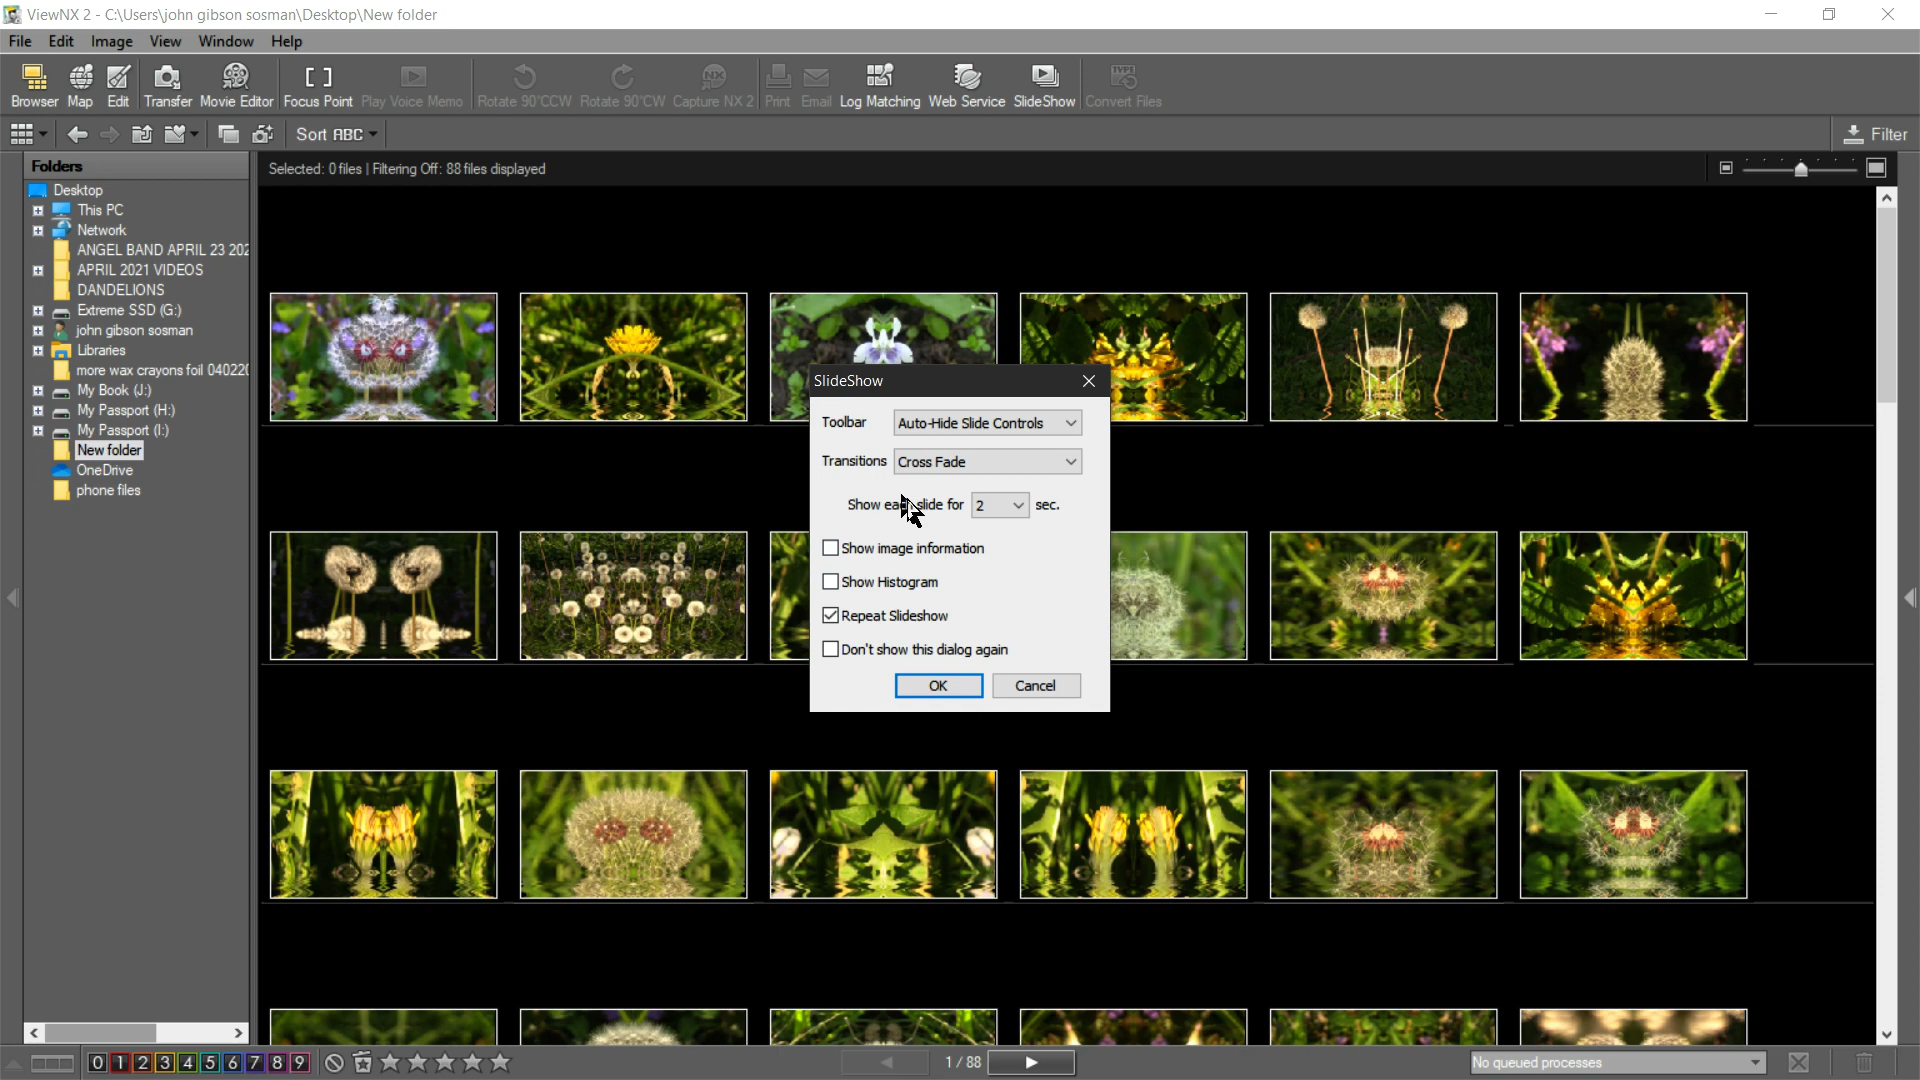 ViewNX 2 - C:\Users\john gibson sosman\Desktop\New folder
File Edit Image View Window Help
Browser Map Edit Transfer Movie Editor Focus Point Play Voice Memo Rotate 90°CCW Rotate 90°CW Capture NX 2 Print Email Log Matching Web Service SlideShow Convert Files
Sort ABC Filter
Folders
Selected: 0 files | Filtering Off: 88 files displayed
Desktop
This PC
Network
ANGEL BAND APRIL 23 202
APRIL 2021 VIDEOS
DANDELIONS
Extreme SSD (G:)
john gibson sosman
Libraries
more wax crayons foil 040220
My Book (J:)
My Passport (H:)
My Passport (I:)
New folder
OneDrive
phone files
SlideShow
Toolbar Auto-Hide Slide Controls
Transitions Cross Fade
Show each slide for 2 sec.
Show image information
Show Histogram
Repeat Slideshow
Don't show this dialog again
OK Cancel
0 1 2 3 4 5 6 7 8 9
1 / 88
No queued processes